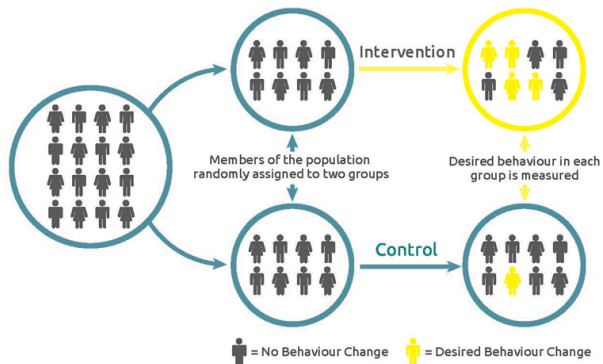 Intervention
Members of the population
randomly assigned to two groups
Desired behaviour in each
group is measured
Control
= No Behaviour Change
= Desired Behaviour Change